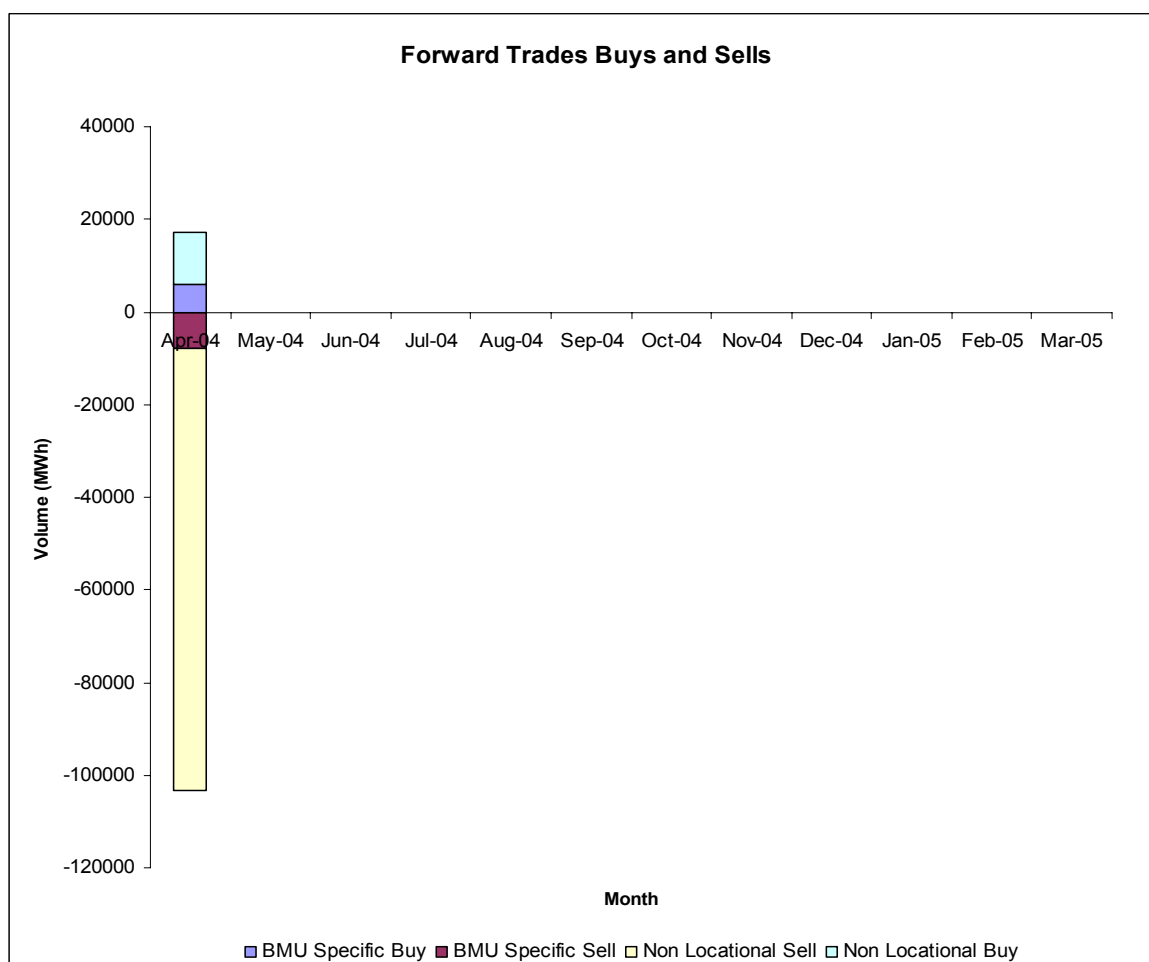 Forward Trades Buys and Sells
40000
20000
0
Apr-04 May-04 Jun-04 Jul-04 Aug-04 Sep-04 Oct-04 Nov-04 Dec-04 Jan-05 Feb-05 Mar-05
-20000
-40000
-60000
-80000
-100000
-120000
Volume (MWh)
Month
BMU Specific Buy BMU Specific Sell Non Locational Sell Non Locational Buy